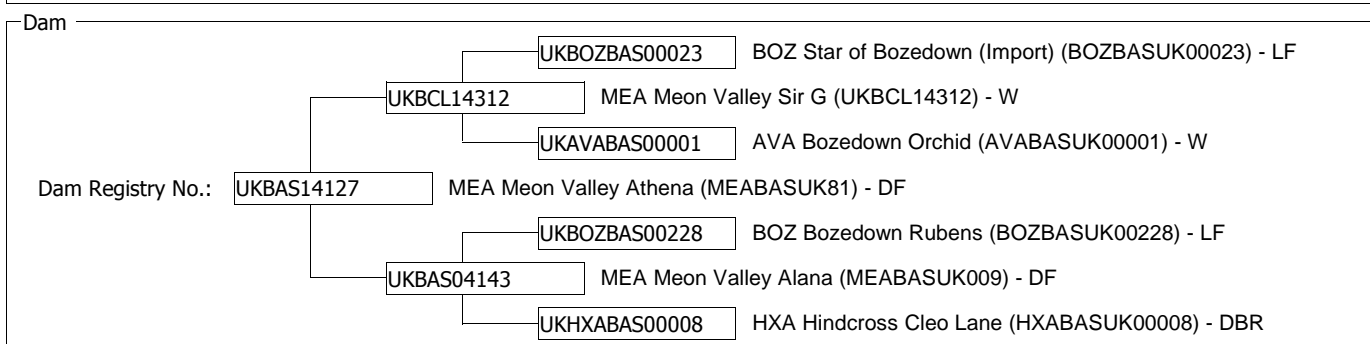 Dam
UKBOZBAS00023 BOZ Star of Bozedown (Import) (BOZBASUK00023) - LF
UKBCL14312 MEA Meon Valley Sir G (UKBCL14312) - W
UKAVABAS00001 AVA Bozedown Orchid (AVABASUK00001) - W
Dam Registry No.: UKBAS14127 MEA Meon Valley Athena (MEABASUK81) - DF
UKBOZBAS00228 BOZ Bozedown Rubens (BOZBASUK00228) - LF
UKBAS04143 MEA Meon Valley Alana (MEABASUK009) - DF
UKHXABAS00008 HXA Hindcross Cleo Lane (HXABASUK00008) - DBR